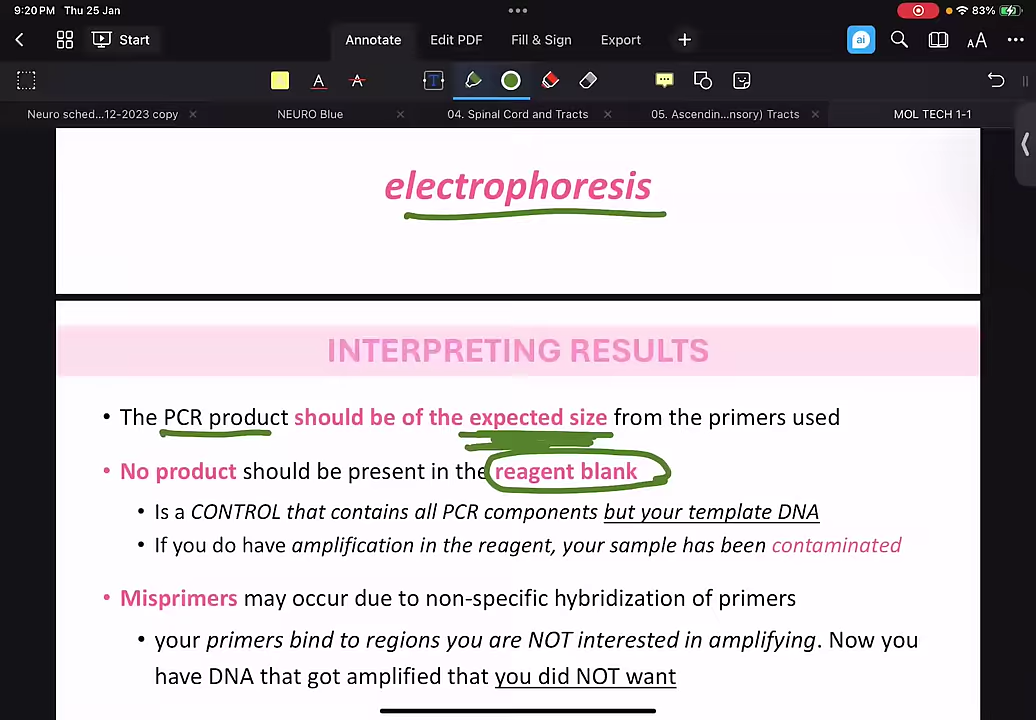 9:20 PM Thu 25 Jan
83%
Start
Annotate Edit PDF Fill & Sign Export
ai
AA
A A T
Neuro sched...12-2023 copy × NEURO Blue × 04. Spinal Cord and Tracts × 05. Ascendin...nsory) Tracts × MOL TECH 1-1
electrophoresis
INTERPRETING RESULTS
• The PCR product should be of the expected size from the primers used
• No product should be present in the reagent blank
• Is a CONTROL that contains all PCR components but your template DNA
• If you do have amplification in the reagent, your sample has been contaminated
• Misprimers may occur due to non-specific hybridization of primers
• your primers bind to regions you are NOT interested in amplifying. Now you
have DNA that got amplified that you did NOT want